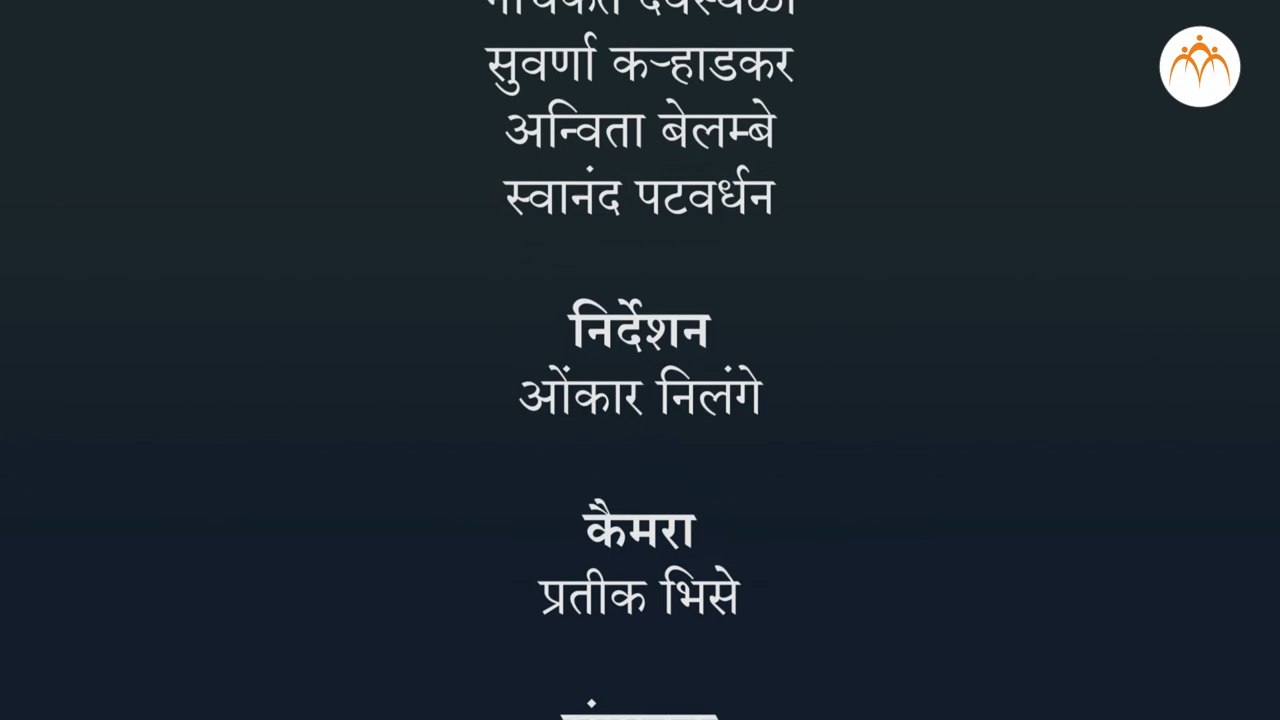 सुवर्णा कऱ्हाडकर
अन्विता बेलम्बे
स्वानंद पटवर्धन
निर्देशन
ओंकार निलंगे
कैमरा
प्रतीक भिसे